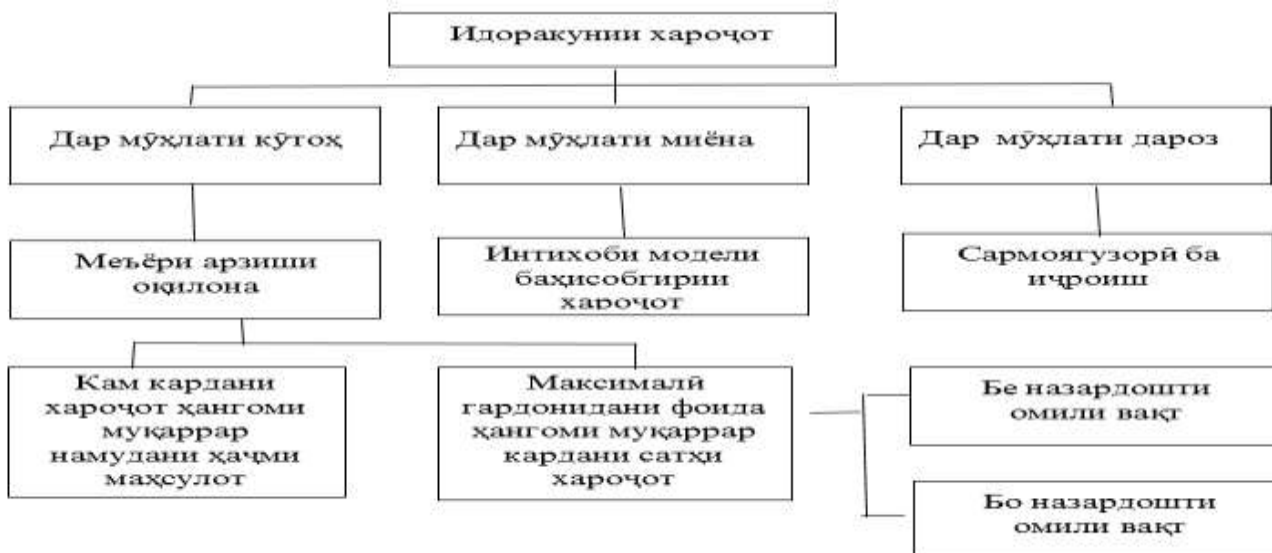 Идоракунии хароҷот
Дар мӯҳлати кӯтоҳ
Дар мӯҳлати миёна
Дар мӯҳлати дароз
Меъёри арзиши
оқилона
Интихоби модели
баҳисобгирии
хароҷот
Сармоягузорӣ ба
иҷроиш
Кам кардани
хароҷот ҳангоми
муқаррар
намудани ҳаҷми
маҳсулот
Максималӣ
гардонидани фоида
ҳангоми муқаррар
кардани сатҳи
хароҷот
Бе назардошти
омили вақт
Бо назардошти
омили вақт